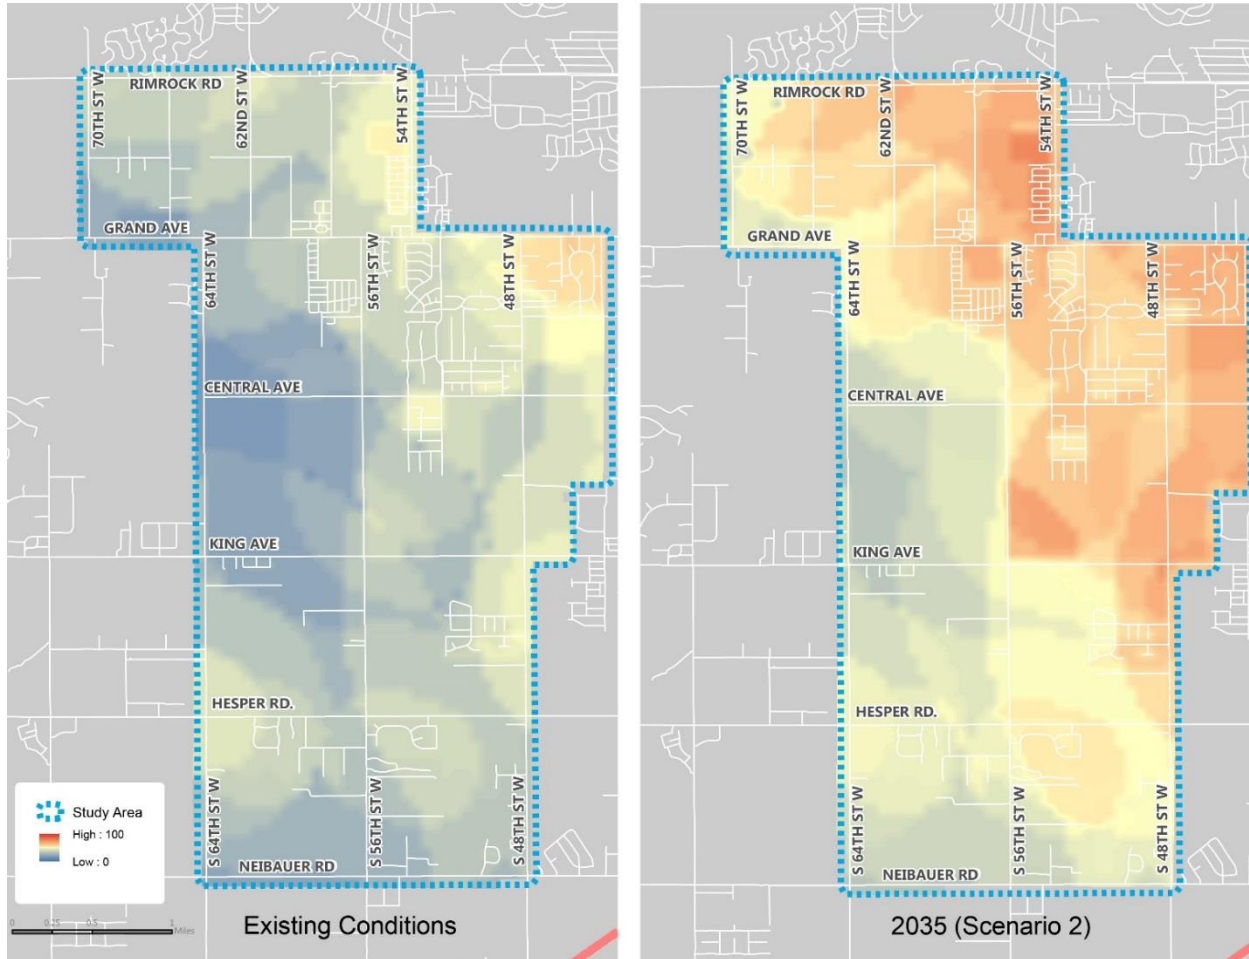 RIMROCK RD
70TH ST W
62ND ST W
54TH ST W
GRAND AVE
64TH ST W
56TH ST W
48TH ST W
CENTRAL AVE
KING AVE
HESPER RD.
S 64TH ST W
S 56TH ST W
S 48TH ST W
NEIBAUER RD
Study Area
High : 100
Low : 0
0 0.25 0.5 1
Miles
Existing Conditions
RIMROCK RD
70TH ST W
62ND ST W
54TH ST W
GRAND AVE
64TH ST W
56TH ST W
48TH ST W
CENTRAL AVE
KING AVE
HESPER RD.
S 64TH ST W
S 56TH ST W
S 48TH ST W
NEIBAUER RD
2035 (Scenario 2)